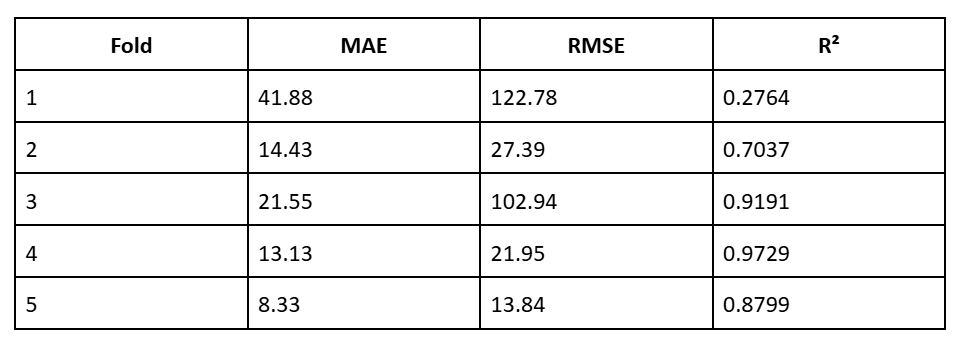 Fold MAE RMSE R²
1 41.88 122.78 0.2764
2 14.43 27.39 0.7037
3 21.55 102.94 0.9191
4 13.13 21.95 0.9729
5 8.33 13.84 0.8799